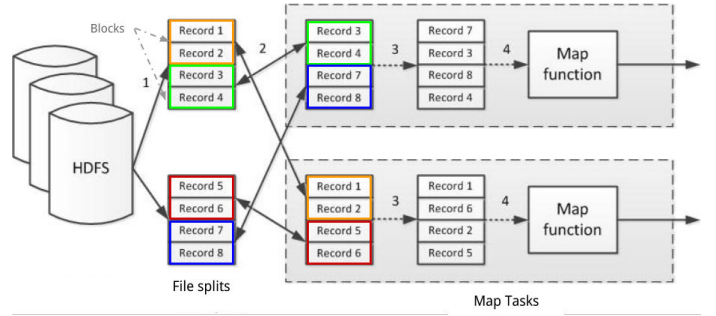 Blocks
1
HDFS
Record 1
Record 2
Record 3
Record 4
Record 5
Record 6
Record 7
Record 8
File splits
2
Record 3
Record 4
Record 7
Record 8
3
Record 7
Record 3
Record 8
Record 4
4
Map
function
Record 1
Record 2
Record 5
Record 6
3
Record 1
Record 6
Record 2
Record 5
4
Map
function
Map Tasks